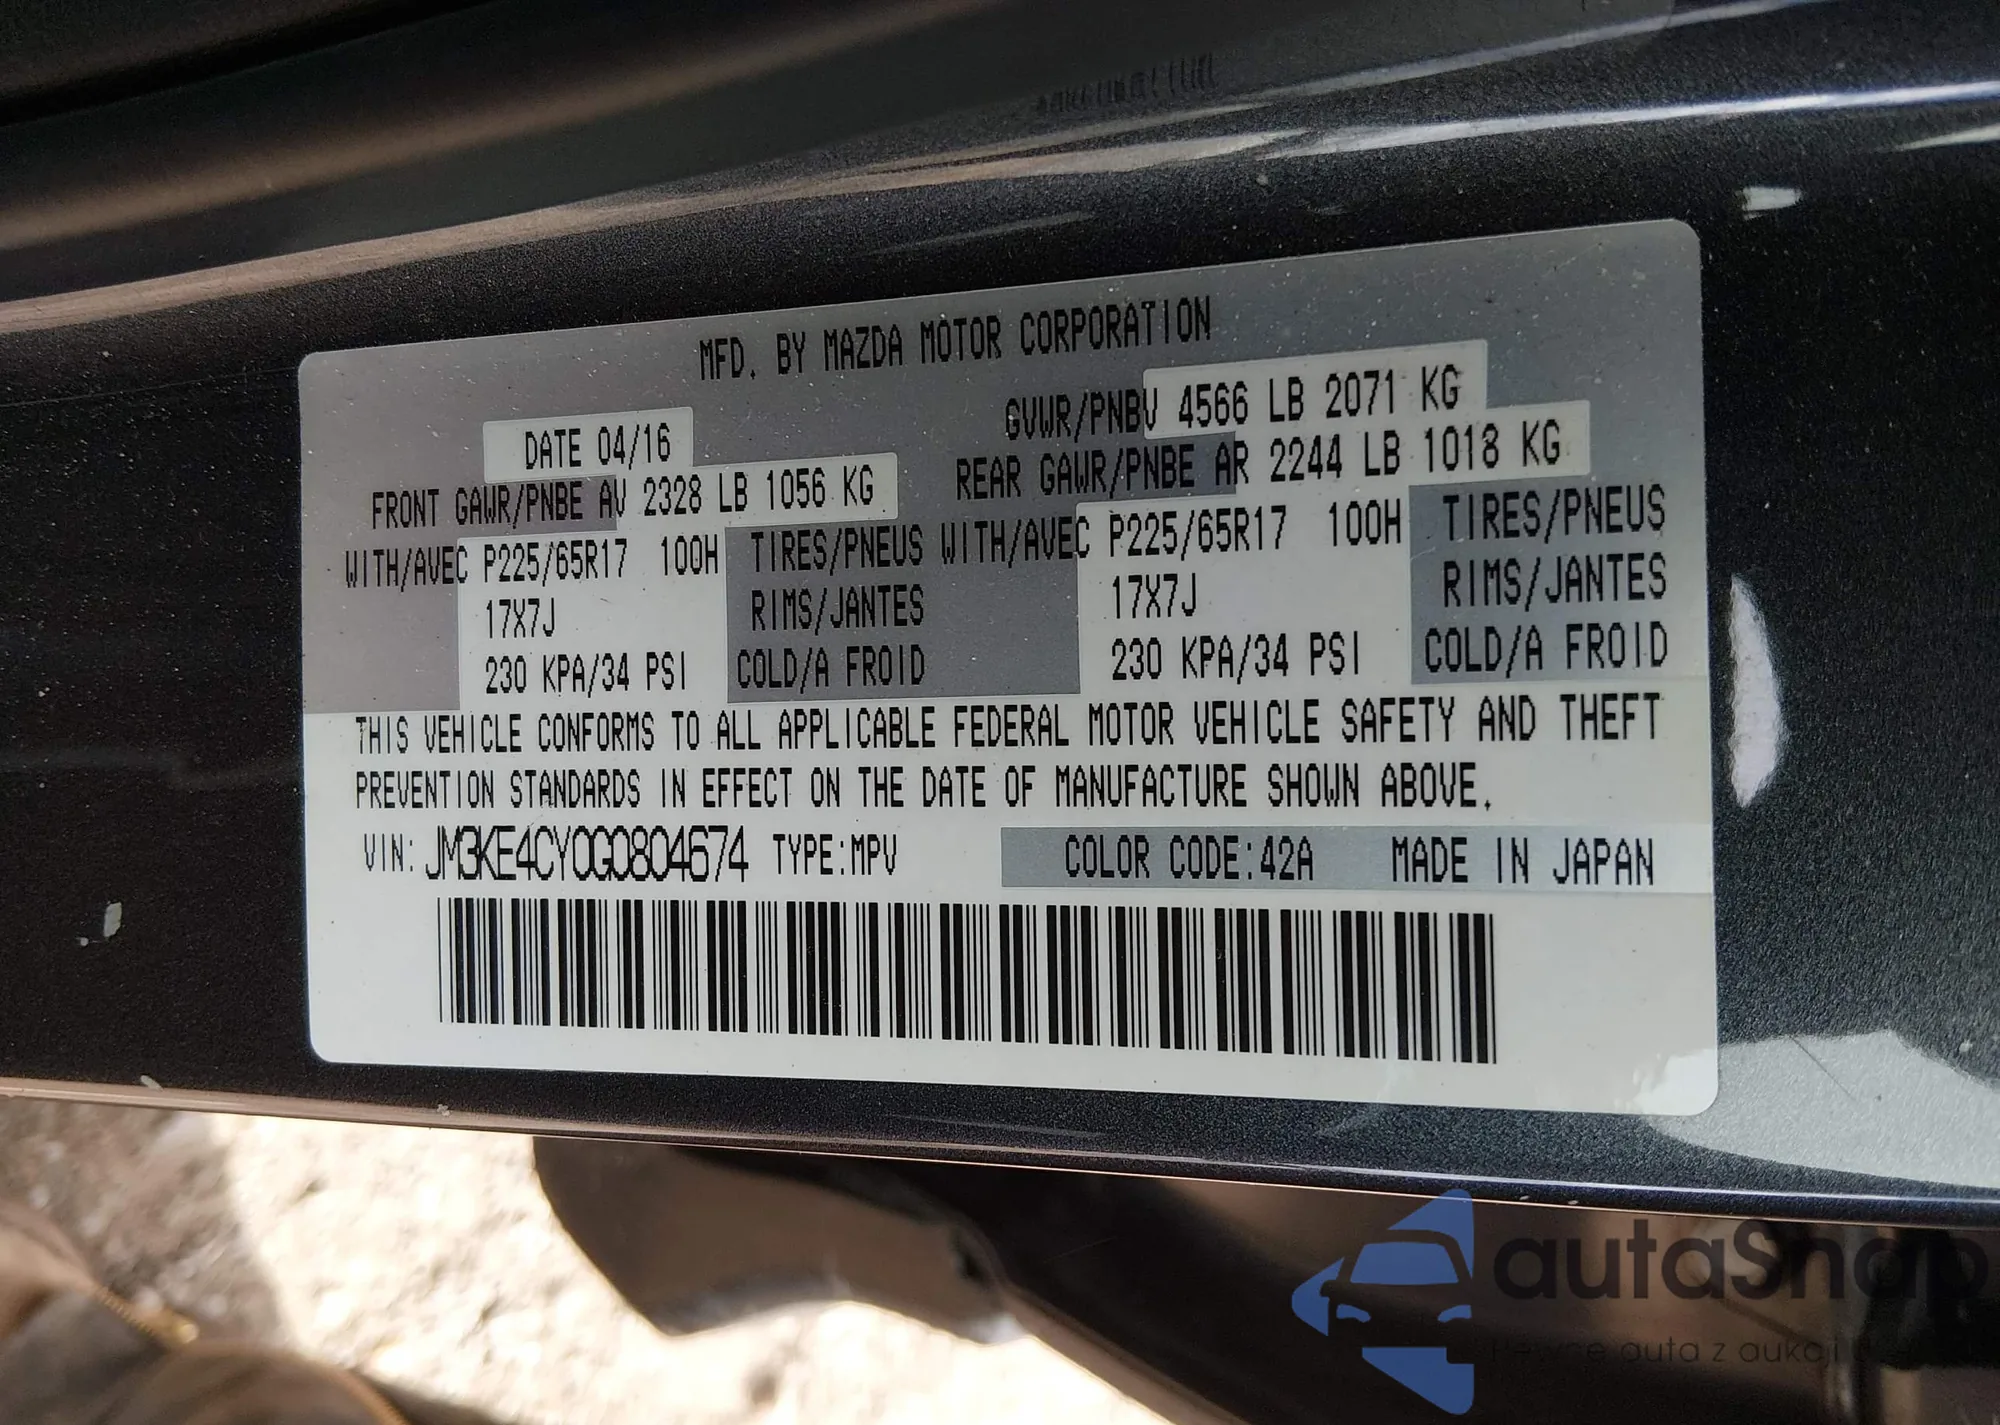 MFD. BY MAZDA MOTOR CORPORATION
DATE 04/16 GVWR/PNBV 4566 LB 2071 KG
FRONT GAWR/PNBE AV 2328 LB 1056 KG REAR GAWR/PNBE AR 2244 LB 1018 KG
WITH/AVEC P225/65R17 100H TIRES/PNEUS WITH/AVEC P225/65R17 100H TIRES/PNEUS
17X7J RIMS/JANTES 17X7J RIMS/JANTES
230 KPA/34 PSI COLD/A FROID 230 KPA/34 PSI COLD/A FROID
THIS VEHICLE CONFORMS TO ALL APPLICABLE FEDERAL MOTOR VEHICLE SAFETY AND THEFT
PREVENTION STANDARDS IN EFFECT ON THE DATE OF MANUFACTURE SHOWN ABOVE.
VIN: JM3KE4CY0G0804674 TYPE:MPV COLOR CODE:42A MADE IN JAPAN
autaSnap
Pewne auta z aukcji